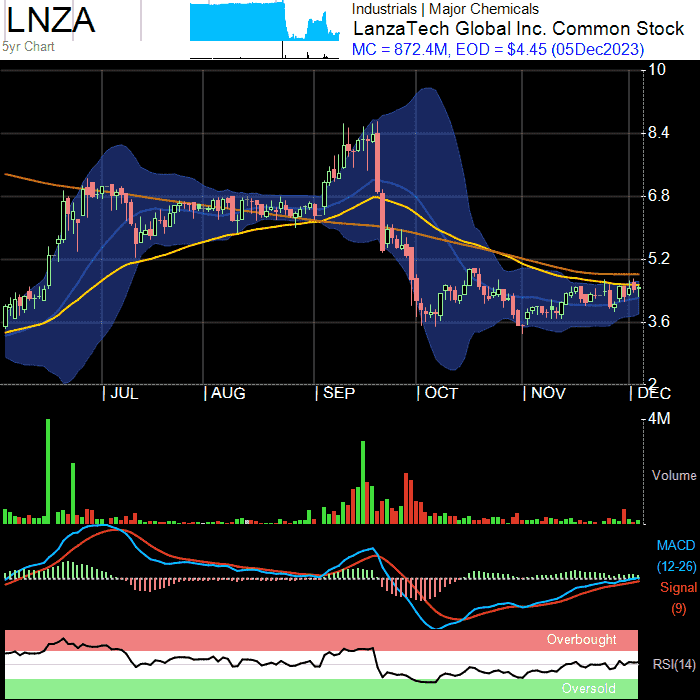 LNZA
5yr Chart
Industrials | Major Chemicals
LanzaTech Global Inc. Common Stock
MC = 872.4M, EOD = $4.45 (05Dec2023)
10
8.4
6.8
5.2
3.6
2
JUL AUG SEP OCT NOV DEC
4M
Volume
MACD
(12-26)
Signal
(9)
Overbought
RSI(14)
Oversold